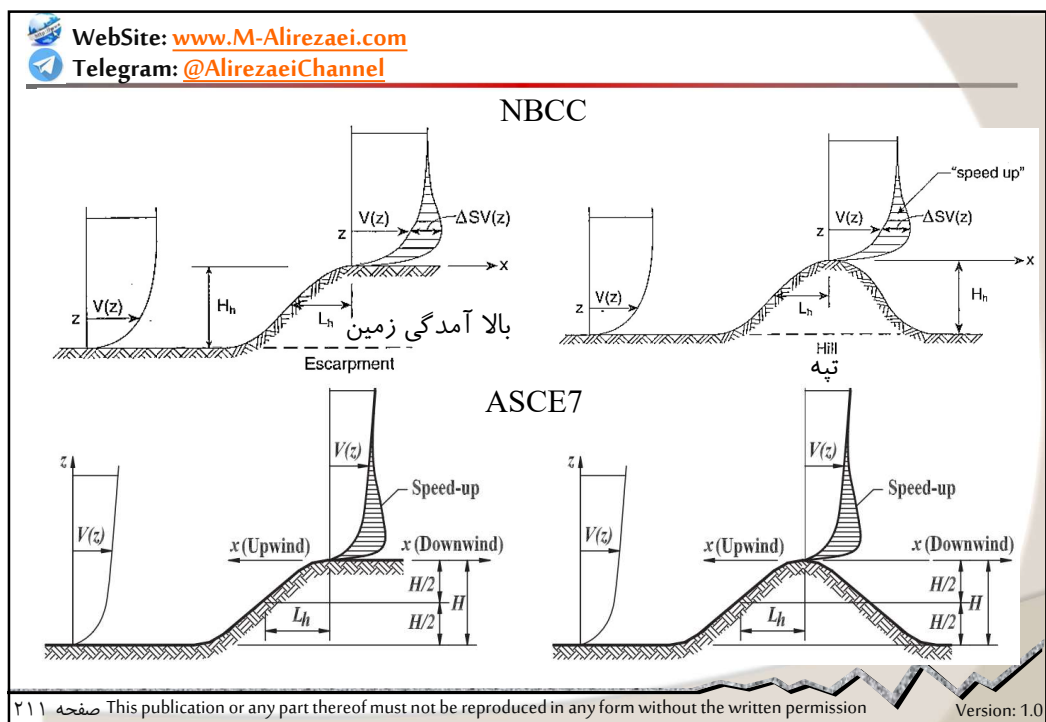 WebSite: www.M-Alirezaei.com
Telegram: @AlirezaeiChannel
NBCC
V(z)
z
ΔSV(z)
x
V(z)
z
Hh
Lh
بالا آمدگی زمین
Escarpment
"speed up"
V(z)
z
ΔSV(z)
x
V(z)
z
Lh
Hh
Hill
تپه
ASCE7
z
V(z)
V(z)
Speed-up
x (Upwind)
x (Downwind)
H/2
H
Lh
H/2
z
V(z)
V(z)
Speed-up
x (Upwind)
x (Downwind)
H/2
H
Lh
H/2
صفحه ۲۱۱ This publication or any part thereof must not be reproduced in any form without the written permission Version: 1.0